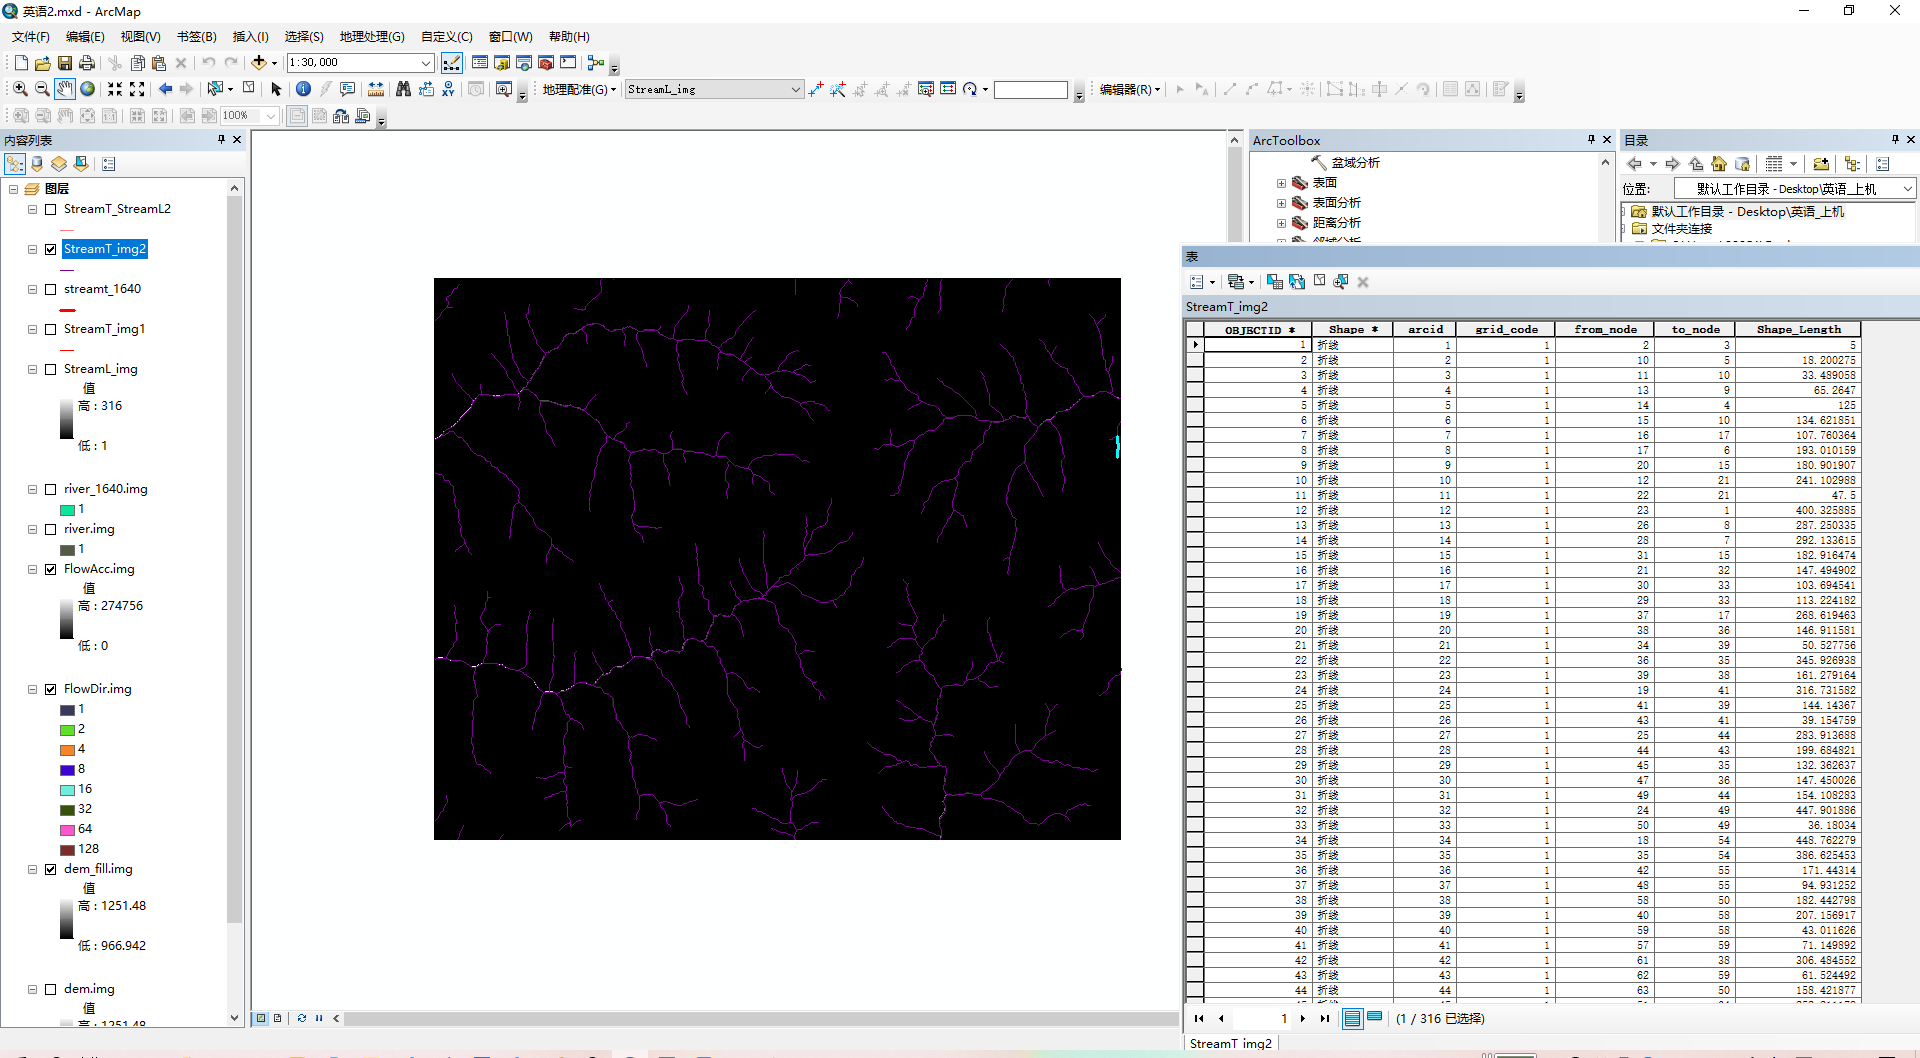 英语2.mxd - ArcMap
文件(F) 编辑(E) 视图(V) 书签(B) 插入(I) 选择(S) 地理处理(G) 自定义(C) 窗口(W) 帮助(H)
1:30,000
地理配准(G) StreamL_img 编辑器(R)
100%
内容列表
图层
StreamT_StreamL2
StreamT_img2
streamt_1640
StreamT_img1
StreamL_img
值
高 : 316
低 : 1
river_1640.img
1
river.img
1
FlowAcc.img
值
高 : 274756
低 : 0
FlowDir.img
1
2
4
8
16
32
64
128
dem_fill.img
值
高 : 1251.48
低 : 966.942
dem.img
值
高 : 1251.48
ArcToolbox
盆域分析
表面
表面分析
距离分析
邻域分析
目录
位置: 默认工作目录 - Desktop\英语_上机
默认工作目录 - Desktop\英语_上机
文件夹连接
表
StreamT_img2
OBJECTID * Shape * arcid grid_code from_node to_node Shape_Length
1 折线 1 1 2 3 5
2 折线 2 1 10 5 18.200275
3 折线 3 1 11 10 33.489058
4 折线 4 1 13 9 65.2647
5 折线 5 1 14 4 125
6 折线 6 1 15 10 134.621851
7 折线 7 1 16 17 107.760364
8 折线 8 1 17 6 193.010159
9 折线 9 1 20 15 180.901907
10 折线 10 1 12 21 241.102988
11 折线 11 1 22 21 47.5
12 折线 12 1 23 1 400.325885
13 折线 13 1 26 8 287.250335
14 折线 14 1 28 7 292.133615
15 折线 15 1 31 15 182.916474
16 折线 16 1 21 32 147.494902
17 折线 17 1 30 33 103.694541
18 折线 18 1 29 33 113.224182
19 折线 19 1 37 17 268.619463
20 折线 20 1 38 36 146.911581
21 折线 21 1 34 39 50.527756
22 折线 22 1 36 35 345.926938
23 折线 23 1 39 38 161.279164
24 折线 24 1 19 41 316.731582
25 折线 25 1 41 39 144.14367
26 折线 26 1 43 41 39.154759
27 折线 27 1 25 44 283.913688
28 折线 28 1 44 43 199.684821
29 折线 29 1 45 35 132.362637
30 折线 30 1 47 36 147.450026
31 折线 31 1 49 44 154.108283
32 折线 32 1 24 49 447.901886
33 折线 33 1 50 49 36.18034
34 折线 34 1 18 54 448.762279
35 折线 35 1 35 54 386.625453
36 折线 36 1 42 55 171.44314
37 折线 37 1 48 55 94.931252
38 折线 38 1 58 50 182.442798
39 折线 39 1 40 58 207.156917
40 折线 40 1 59 58 43.011626
41 折线 41 1 57 59 71.149892
42 折线 42 1 61 38 306.484552
43 折线 43 1 62 59 61.524492
44 折线 44 1 63 50 158.421877
1 (1 / 316 已选择)
StreamT_img2